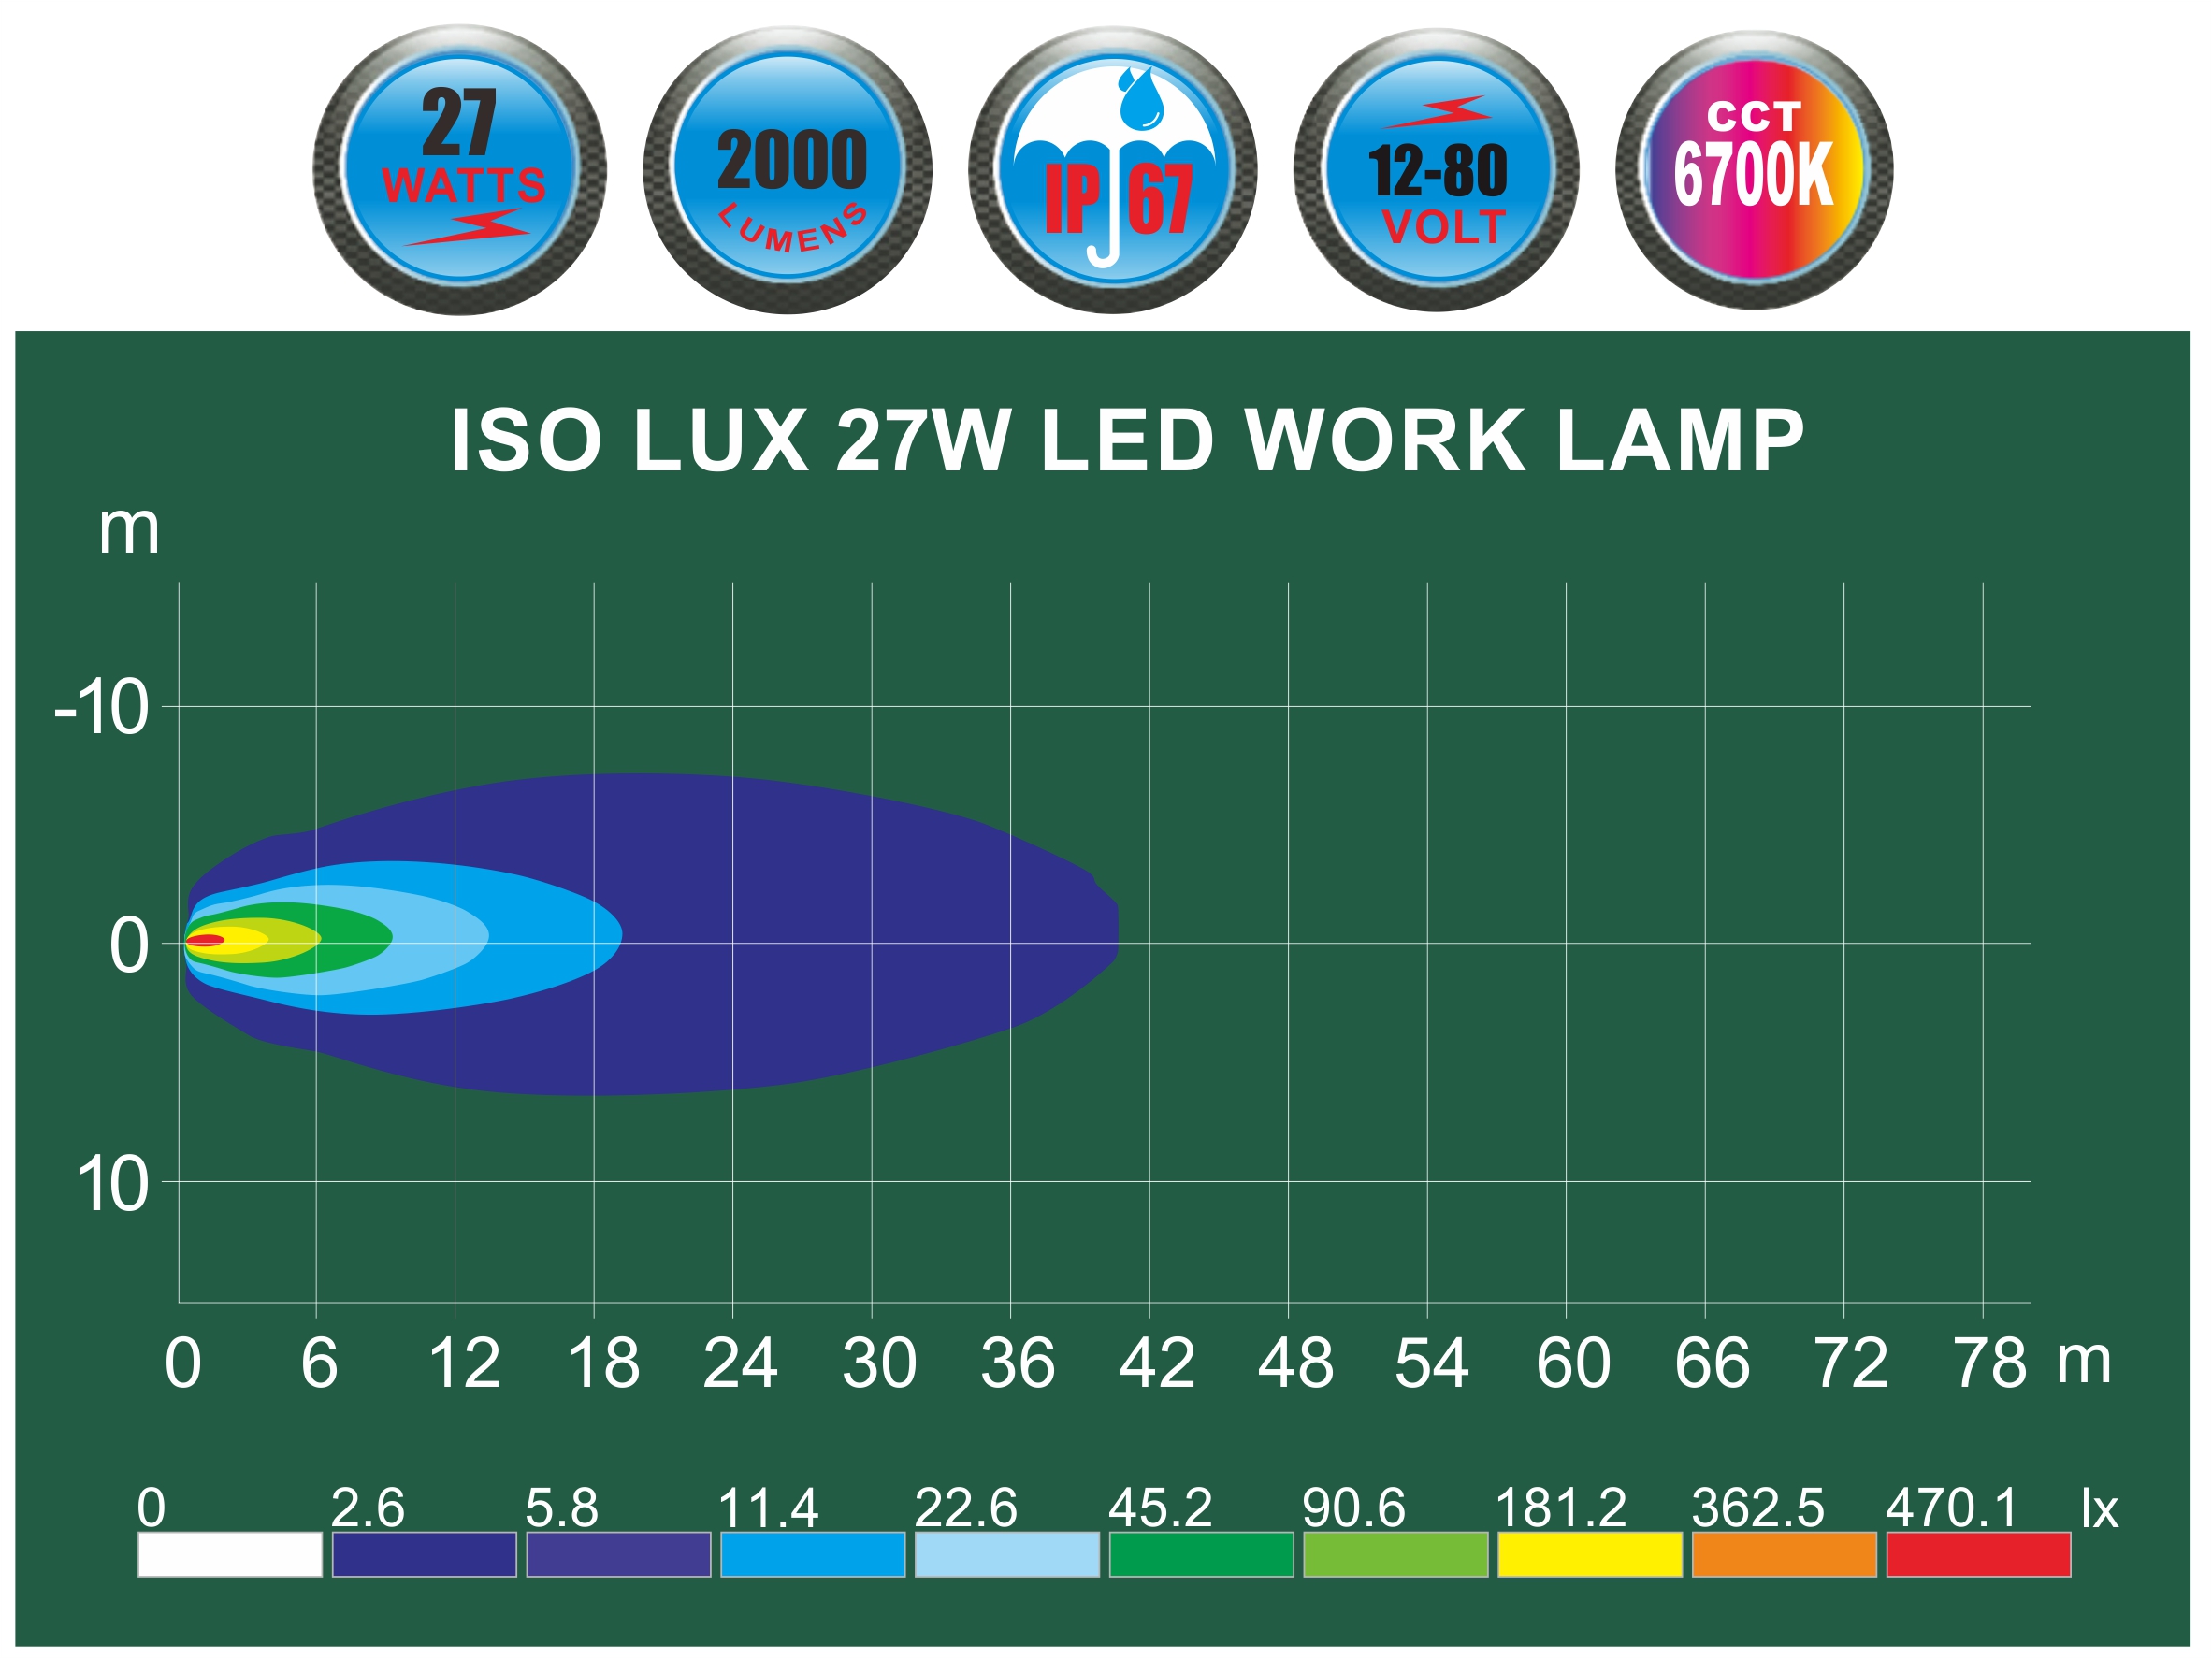 27
WATTS
2000
LUMENS
IP 67
12-80
VOLT
CCT
6700K
ISO LUX 27W LED WORK LAMP
m
-10
0
10
0 6 12 18 24 30 36 42 48 54 60 66 72 78 m
0 2.6 5.8 11.4 22.6 45.2 90.6 181.2 362.5 470.1 lx